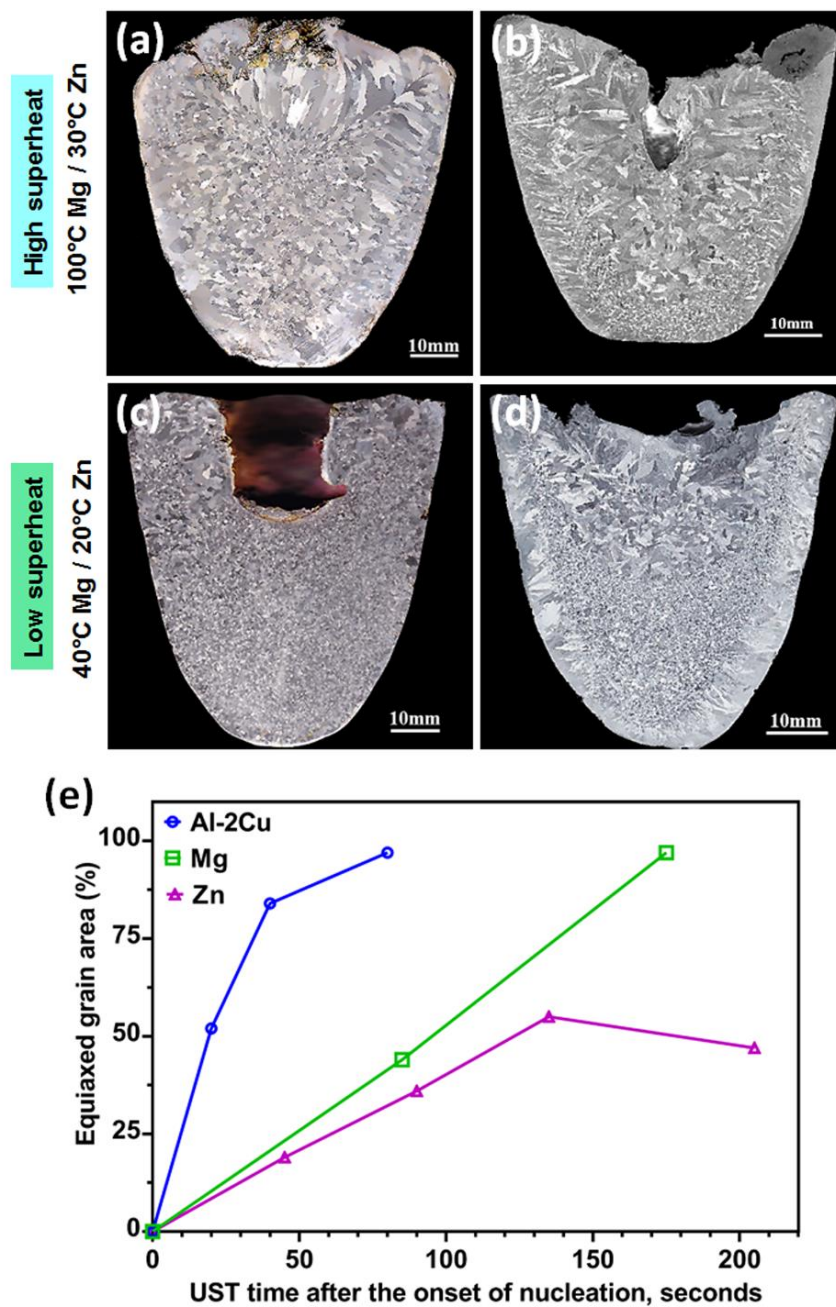 High superheat
100°C Mg / 30°C Zn
(a)
10mm
(b)
10mm
Low superheat
40°C Mg / 20°C Zn
(c)
10mm
(d)
10mm
(e)
Al-2Cu
Mg
Zn
Equiaxed grain area (%)
100
75
50
25
0
0 50 100 150 200
UST time after the onset of nucleation, seconds